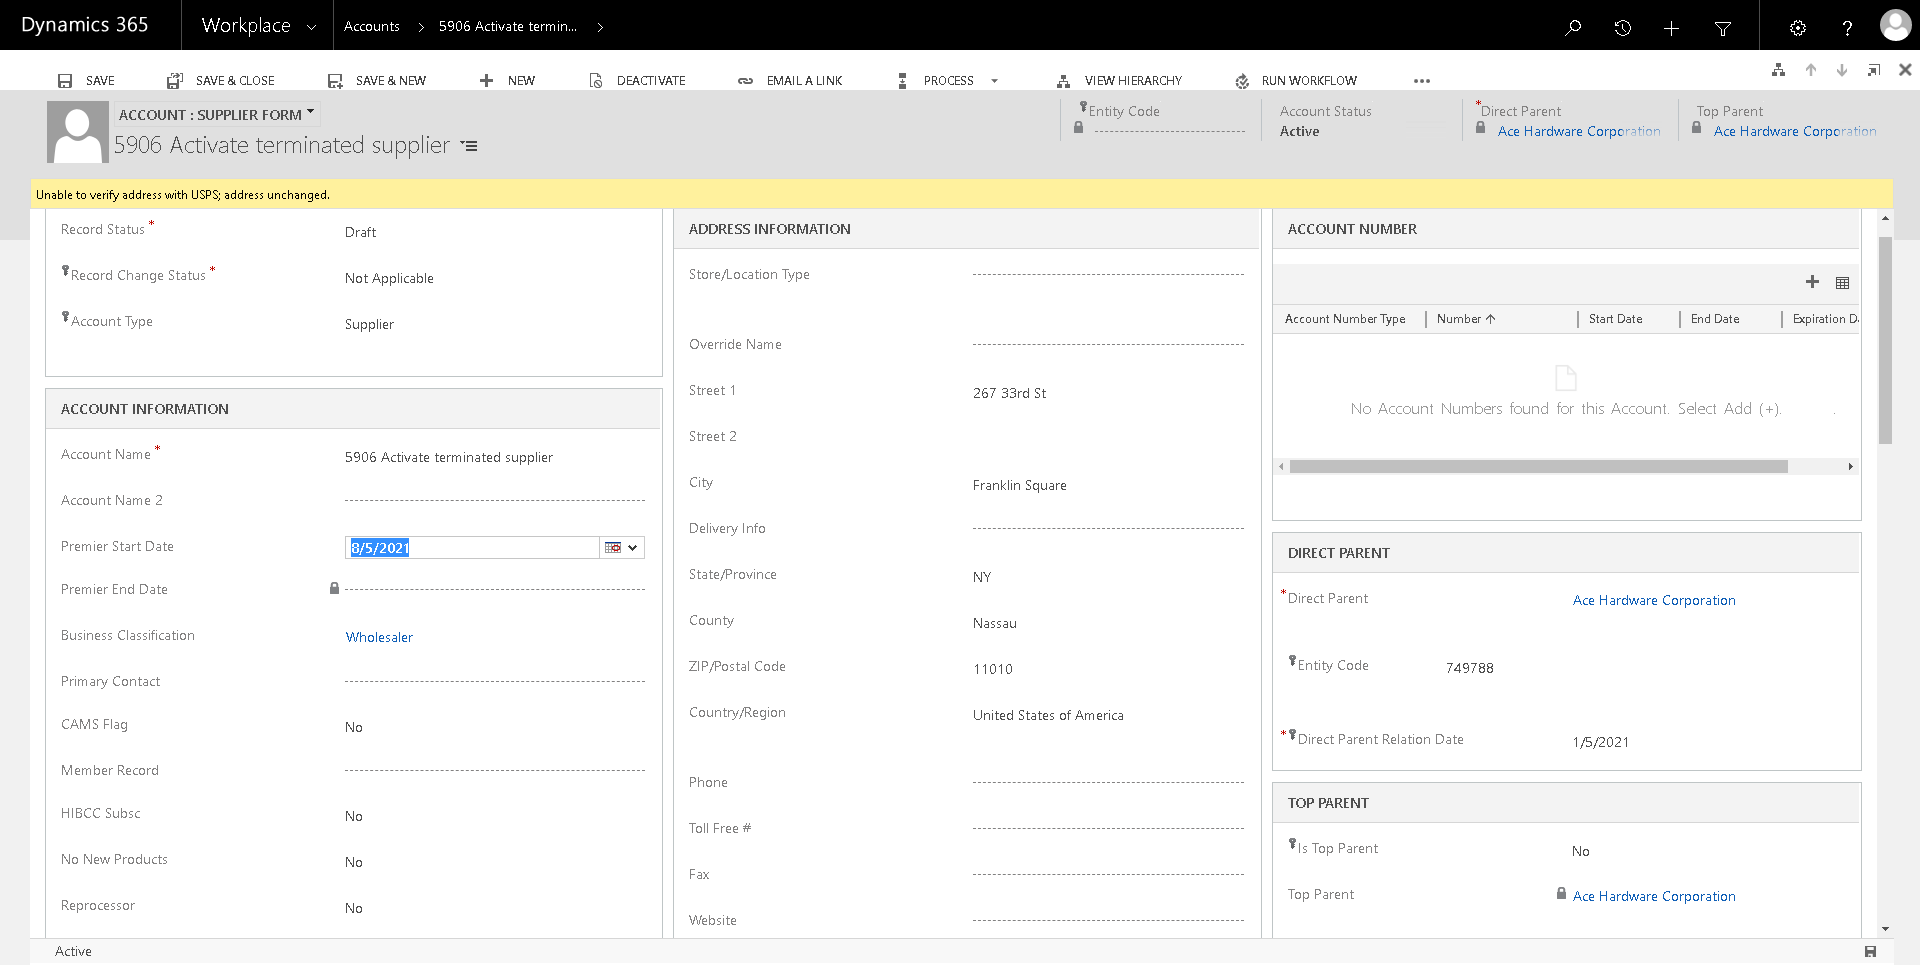 Dynamics 365
Workplace
Accounts
5906 Activate termin...
SAVE
SAVE & CLOSE
SAVE & NEW
NEW
DEACTIVATE
EMAIL A LINK
PROCESS
VIEW HIERARCHY
RUN WORKFLOW
ACCOUNT : SUPPLIER FORM
5906 Activate terminated supplier
Entity Code
Account Status
Active
*Direct Parent
Ace Hardware Corporation
Top Parent
Ace Hardware Corporation
Unable to verify address with USPS; address unchanged.
Record Status *
Draft
Record Change Status *
Not Applicable
Account Type
Supplier
ACCOUNT INFORMATION
Account Name *
5906 Activate terminated supplier
Account Name 2
Premier Start Date
8/5/2021
Premier End Date
Business Classification
Wholesaler
Primary Contact
CAMS Flag
No
Member Record
HIBCC Subsc
No
No New Products
No
Reprocessor
No
ADDRESS INFORMATION
Store/Location Type
Override Name
Street 1
267 33rd St
Street 2
City
Franklin Square
Delivery Info
State/Province
NY
County
Nassau
ZIP/Postal Code
11010
Country/Region
United States of America
Phone
Toll Free #
Fax
Website
ACCOUNT NUMBER
Account Number Type
Number
Start Date
End Date
Expiration D
No Account Numbers found for this Account. Select Add (+).
DIRECT PARENT
*Direct Parent
Ace Hardware Corporation
Entity Code
749788
*Direct Parent Relation Date
1/5/2021
TOP PARENT
Is Top Parent
No
Top Parent
Ace Hardware Corporation
Active